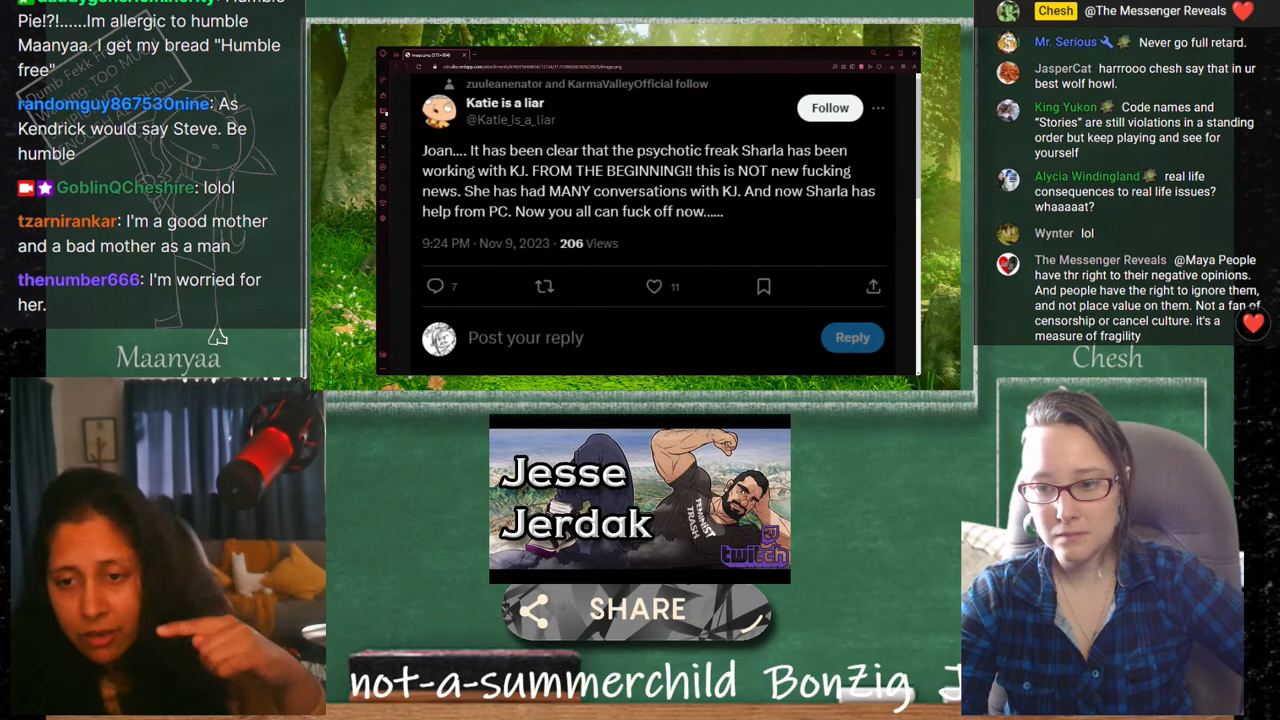 Pie!?!......Im allergic to humble
Maanyaa. I get my bread "Humble
free"
randomguy867530nine: As
Kendrick would say Steve. Be
humble
GoblinQCheshire: lolol
tzarnirankar: I'm a good mother
and a bad mother as a man
thenumber666: I'm worried for
her.
Maanyaa
zuuleanenator and KarmaValleyOfficial follow
Katie is a liar
@Katie_is_a_liar
Follow
Joan.... It has been clear that the psychotic freak Sharla has been
working with KJ. FROM THE BEGINNING!! this is NOT new fucking
news. She has had MANY conversations with KJ. And now Sharla has
help from PC. Now you all can fuck off now......
9:24 PM · Nov 9, 2023 · 206 Views
7
11
Post your reply
Reply
Chesh @The Messenger Reveals
Mr. Serious Never go full retard.
JasperCat harrrooo chesh say that in ur
best wolf howl.
King Yukon Code names and
“Stories” are still violations in a standing
order but keep playing and see for
yourself
Alycia Windingland real life
consequences to real life issues?
whaaaaat?
Wynter lol
The Messenger Reveals @Maya People
have thr right to their negative opinions.
And people have the right to ignore them,
and not place value on them. Not a fan of
censorship or cancel culture. it's a
measure of fragility
Chesh
Jesse
Jerdak
FEMINIST
TRASH
twitch
SHARE
not-a-summerchild BonZig J